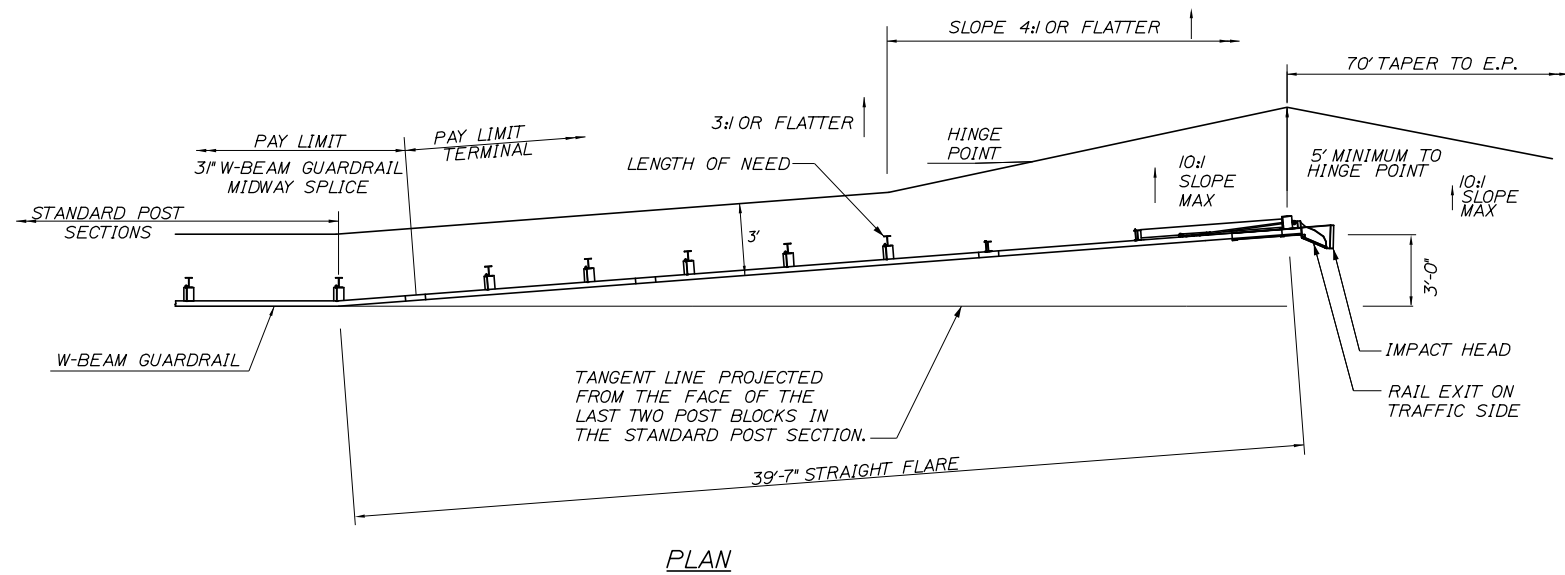 SLOPE 4:1 OR FLATTER
70' TAPER TO E.P.
3:1 OR FLATTER
HINGE
POINT
PAY LIMIT
31" W-BEAM GUARDRAIL
MIDWAY SPLICE
PAY LIMIT
TERMINAL
LENGTH OF NEED
10:1
SLOPE
MAX
5' MINIMUM TO
HINGE POINT
10:1
SLOPE
MAX
STANDARD POST
SECTIONS
3'
3'-0"
W-BEAM GUARDRAIL
TANGENT LINE PROJECTED
FROM THE FACE OF THE
LAST TWO POST BLOCKS IN
THE STANDARD POST SECTION.
IMPACT HEAD
RAIL EXIT ON
TRAFFIC SIDE
39'-7" STRAIGHT FLARE
PLAN